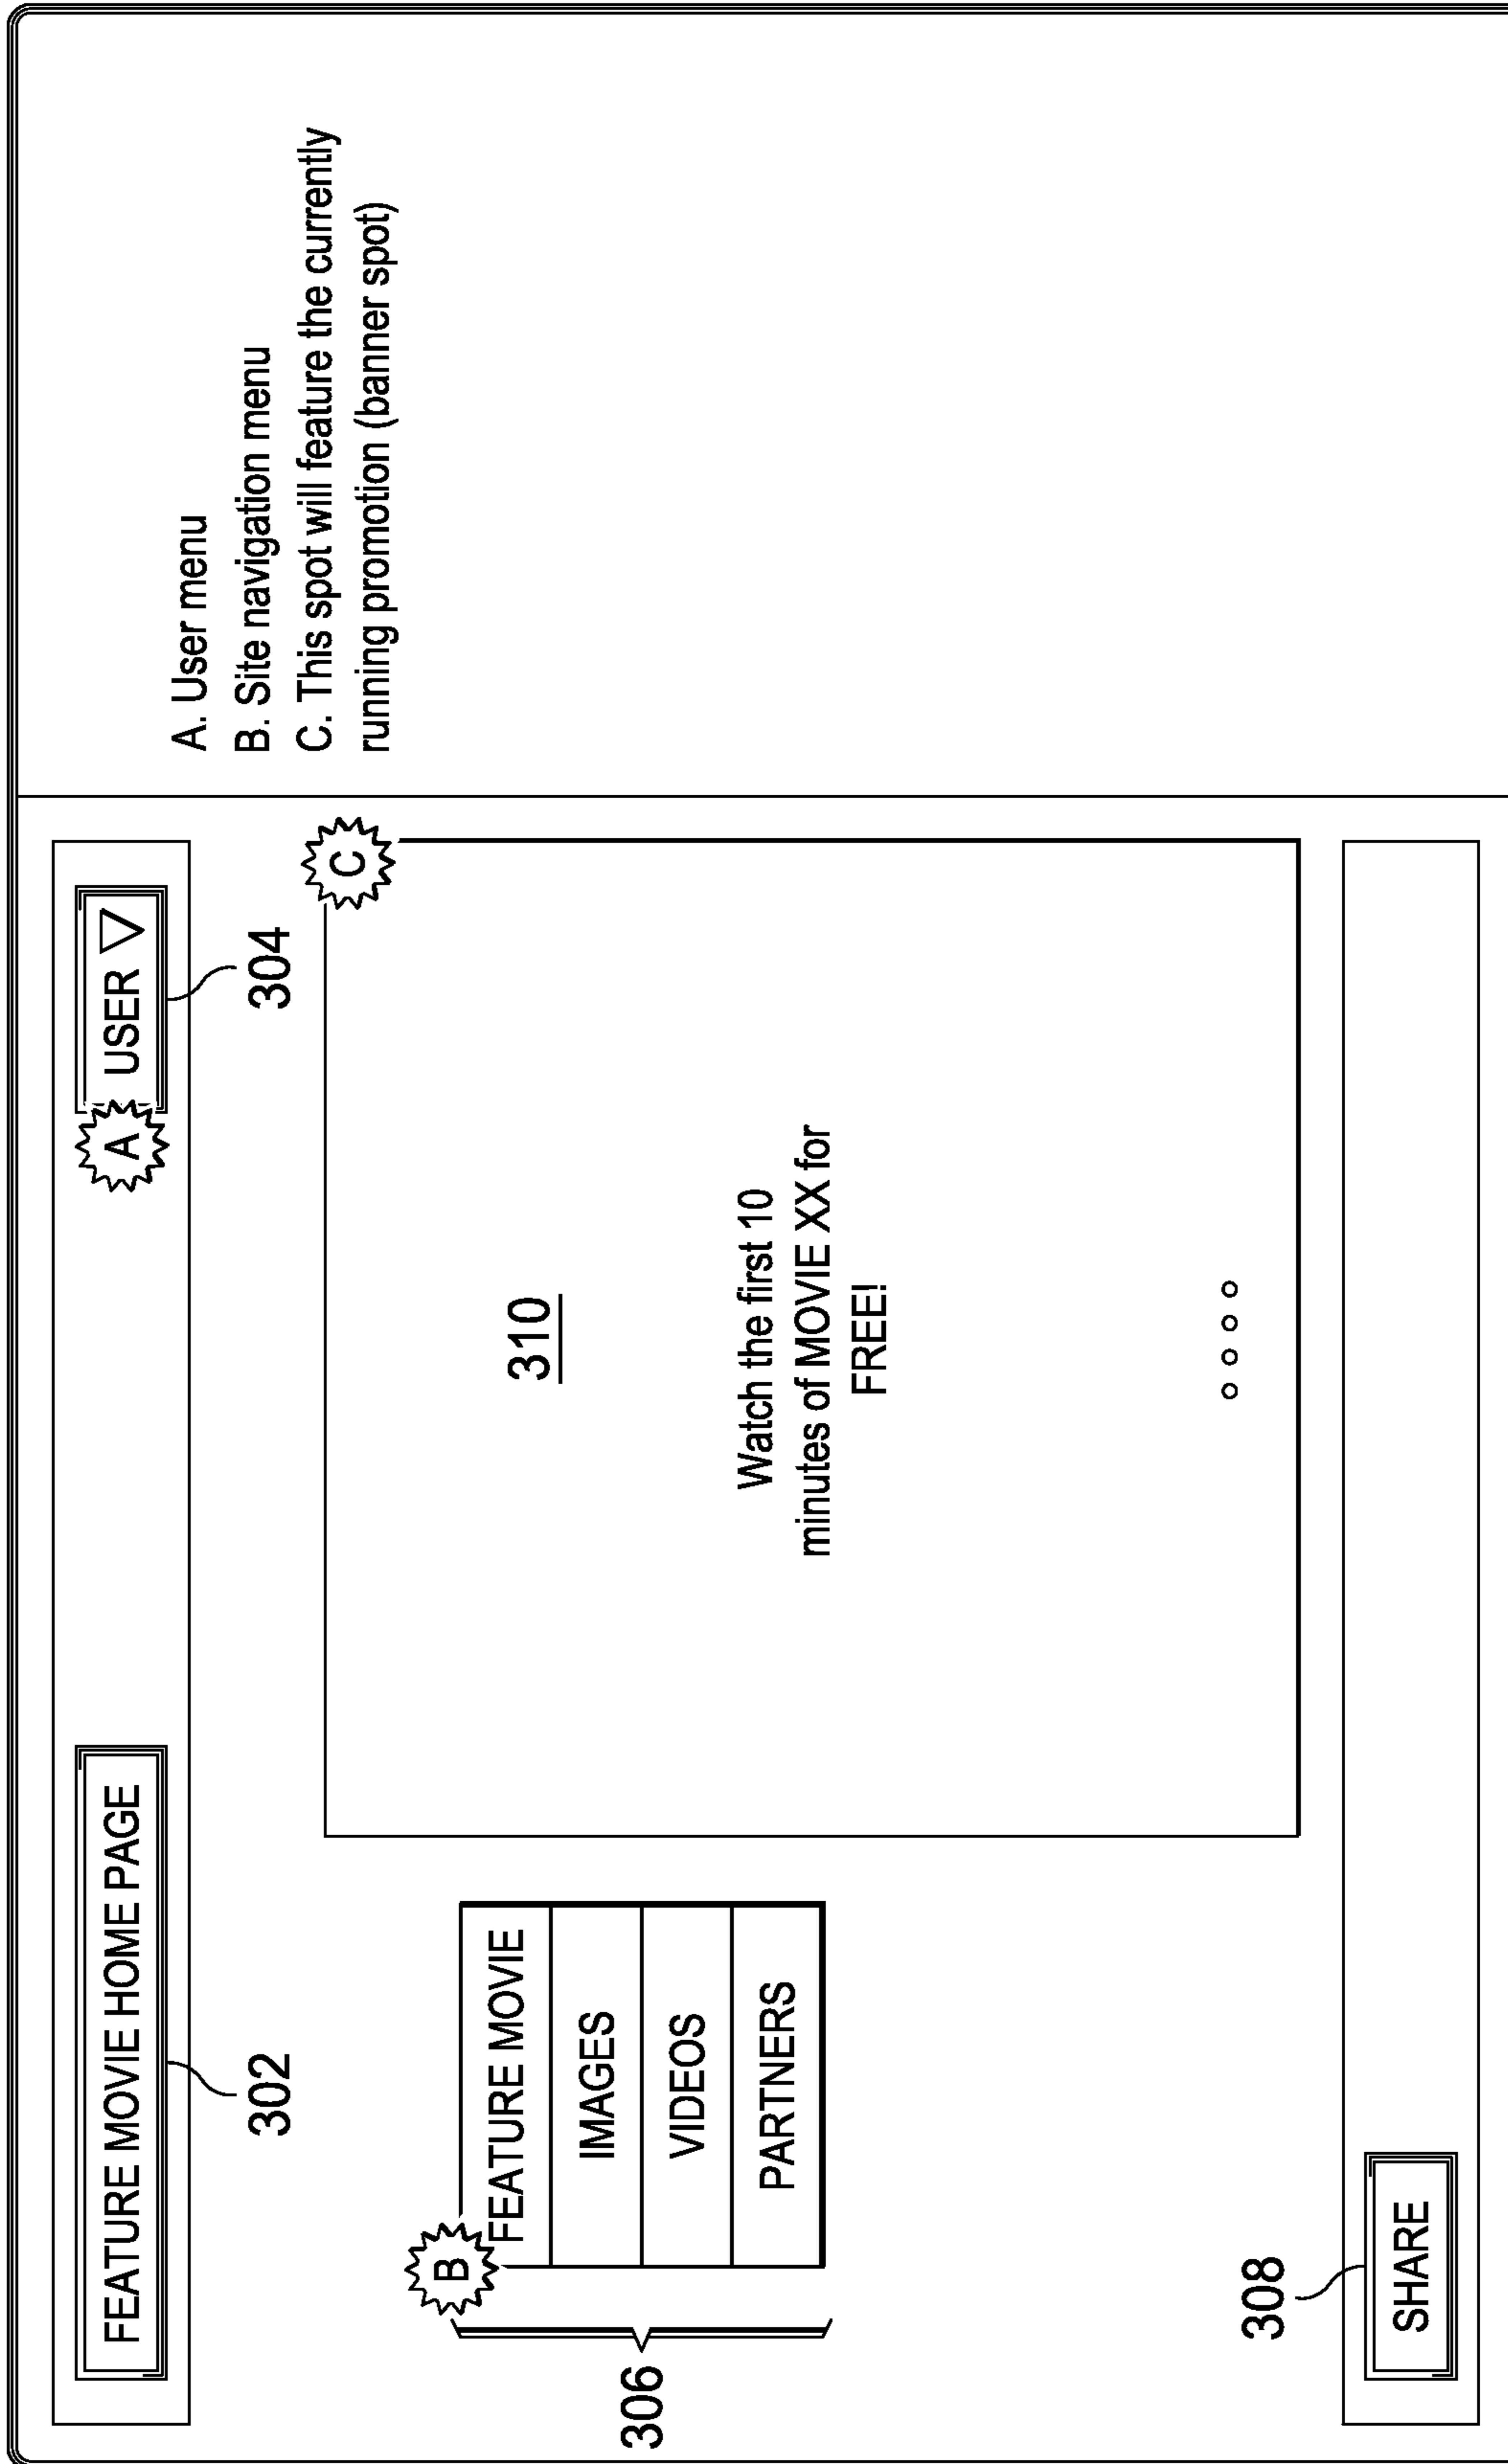 FEATURE MOVIE HOME PAGE
A
USER
302
304
B
FEATURE MOVIE
IMAGES
VIDEOS
PARTNERS
306
C
310
Watch the first 10
minutes of MOVIE XX for
FREE!
308
SHARE
A. User menu
B. Site navigation menu
C. This spot will feature the currently
running promotion (banner spot)